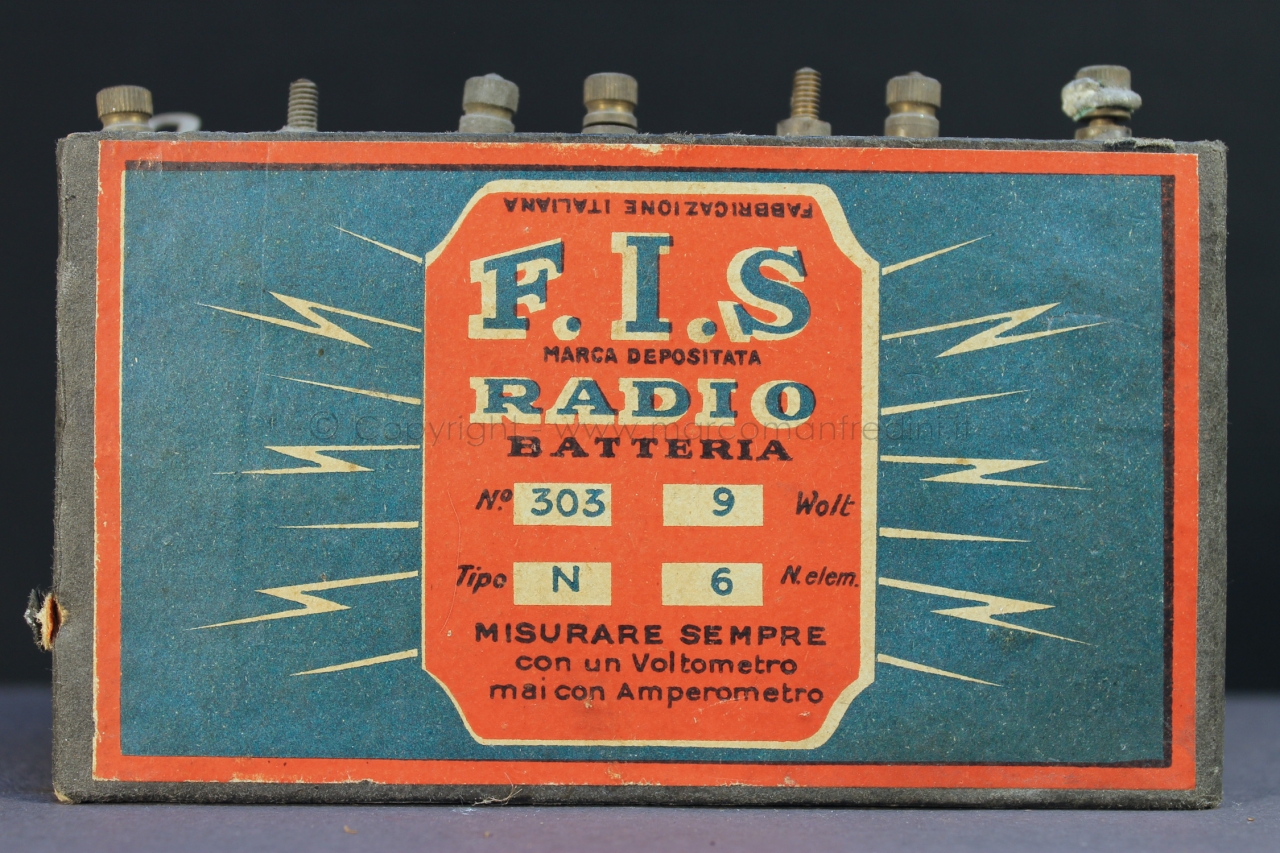 FABBRICAZIONE ITALIANA
F.I.S
MARCA DEPOSITATA
RADIO
© Copyright - www.marcomanfredini.it
BATTERIA
N.º 303 9 Wolt
Tipo N 6 N. elem.
MISURARE SEMPRE
con un Voltometro
mai con Amperometro